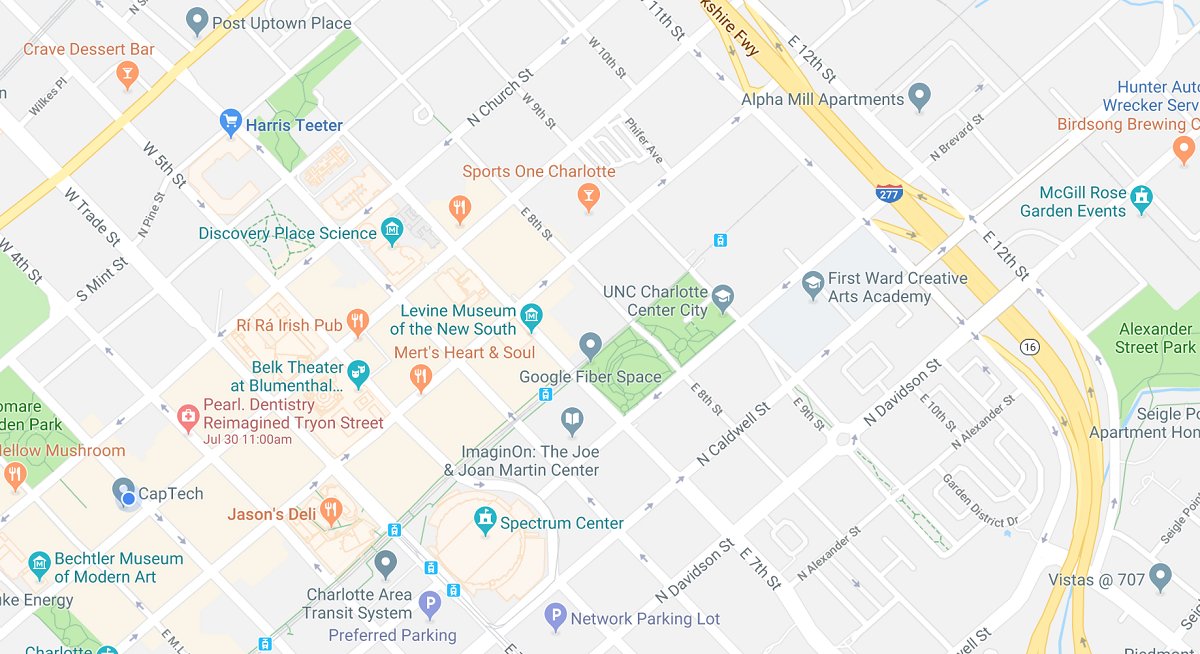 Post Uptown Place
N 11th St
kshire Fwy
E 12th St
Crave Dessert Bar
W 10th St
Wilkes Pl
n
N Church St
Alpha Mill Apartments
Hunter Auto
Wrecker Serv
Birdsong Brewing C
W 9th St
Harris Teeter
Phifer Ave
N Brevard St
W 5th St
Sports One Charlotte
277
McGill Rose
Garden Events
N Pine St
W Trade St
E 8th St
Discovery Place Science
E 12th St
W 4th St
S Mint St
First Ward Creative
Arts Academy
UNC Charlotte
Center City
Levine Museum
of the New South
Rí Rá Irish Pub
Alexander
Street Park
16
Mert's Heart & Soul
Belk Theater
at Blumenthal...
Google Fiber Space
N Davidson St
E 8th St
E 9th St
E 10th St
N Alexander St
omare
den Park
Pearl. Dentistry
Reimagined Tryon Street
Jul 30 11:00am
N Caldwell St
Seigle Po
Apartment Hom
ellow Mushroom
ImaginOn: The Joe
& Joan Martin Center
CapTech
Garden District Dr
Jason's Deli
Spectrum Center
Seigle Point
Bechtler Museum
of Modern Art
N Davidson St
E 7th St
N Alexander St
Vistas @ 707
uke Energy
Charlotte Area
Transit System
Preferred Parking
Network Parking Lot
E M.L
Charlotte
well St
Seigle
Piedmont